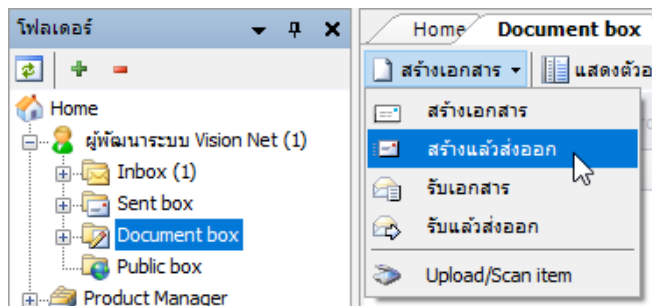 โฟลเดอร์
Home
ผู้พัฒนาระบบ Vision Net (1)
Inbox (1)
Sent box
Document box
Public box
Product Manager
Home Document box
สร้างเอกสาร แสดงตัวอ
สร้างเอกสาร
สร้างแล้วส่งออก
รับเอกสาร
รับแล้วส่งออก
Upload/Scan item